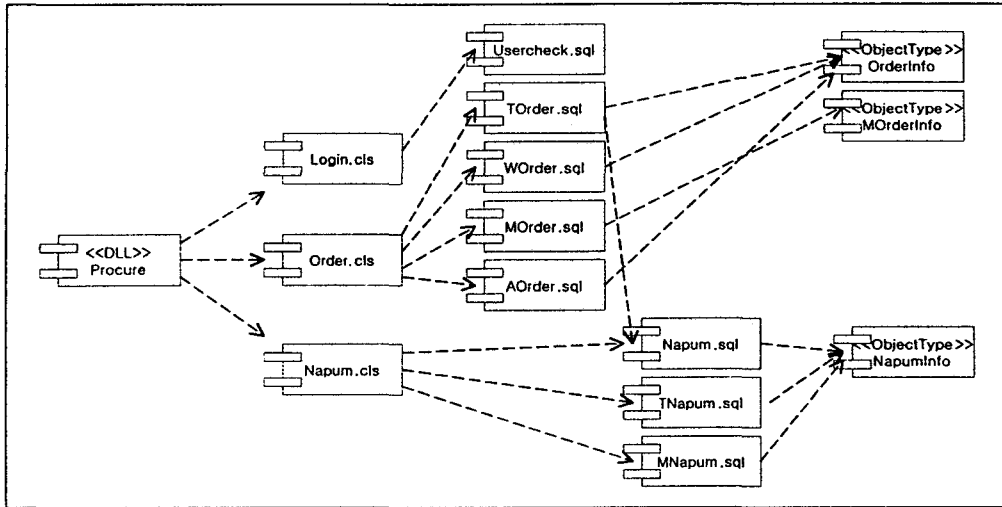 Usercheck.sql
<<ObjectType>>
OrderInfo
TOrder.sql
<<ObjectType>>
MOrderInfo
Login.cls
WOrder.sql
MOrder.sql
<<DLL>>
Procure
Order.cls
AOrder.sql
Napum.sql
<<ObjectType>>
NapumInfo
Napum.cls
TNapum.sql
MNapum.sql